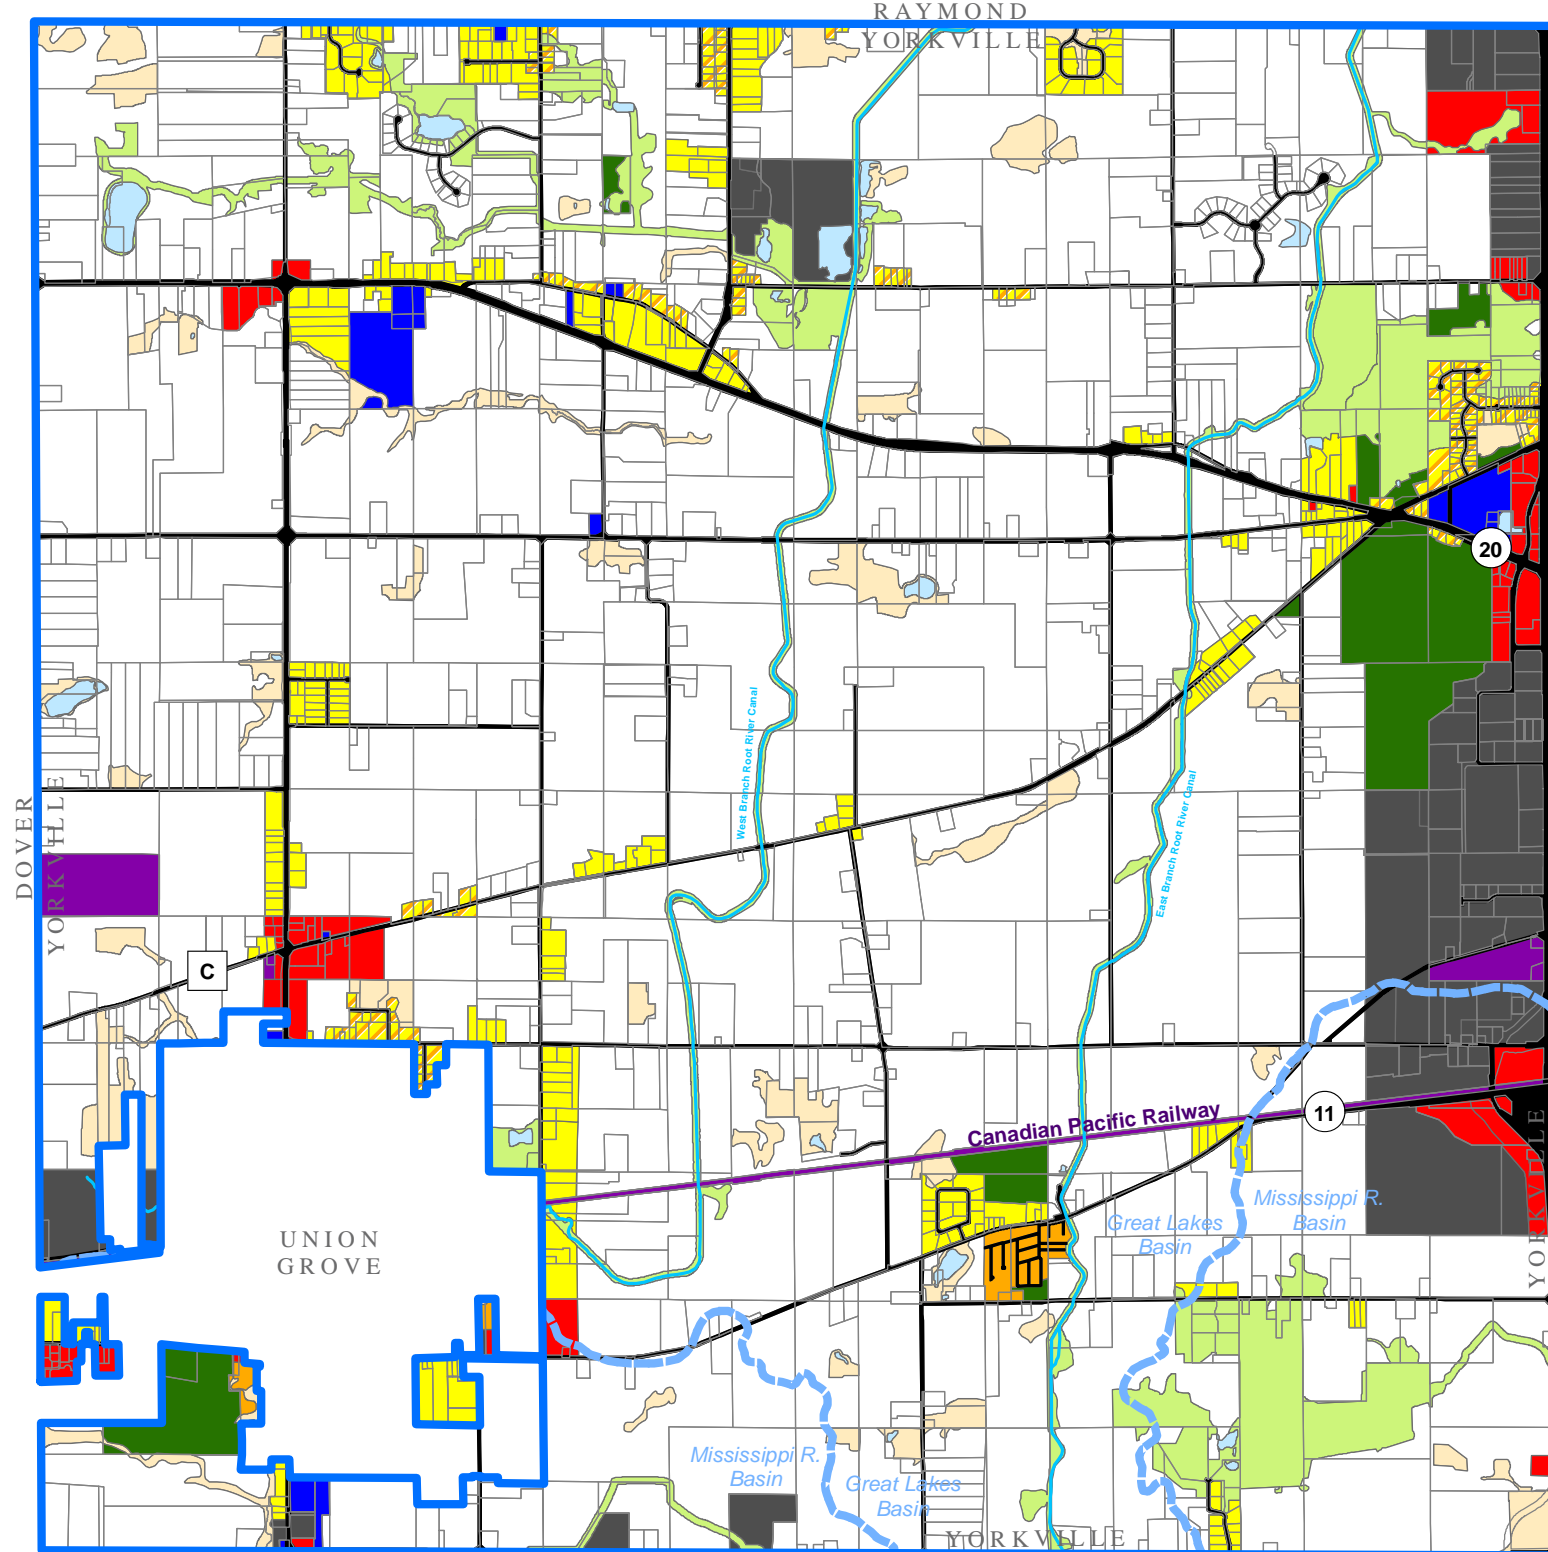 RAYMOND
YORKVILLE
20
West Branch Root River Canal
East Branch Root River Canal
DOVER
YORKVILLE
C
Canadian Pacific Railway
11
YORKVILLE
Mississippi R.
Basin
Great Lakes
Basin
UNION
GROVE
Mississippi R.
Basin
Great Lakes
Basin
YORKVILLE